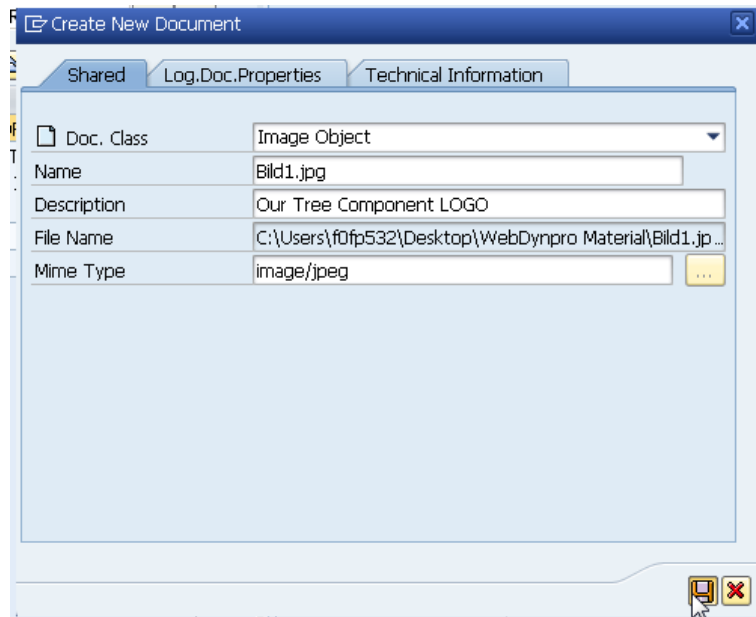 Create New Document
Shared Log.Doc.Properties Technical Information
Doc. Class Image Object
Name Bild1.jpg
Description Our Tree Component LOGO
File Name C:\Users\f0fp532\Desktop\WebDynpro Material\Bild1.jp...
Mime Type image/jpeg ...